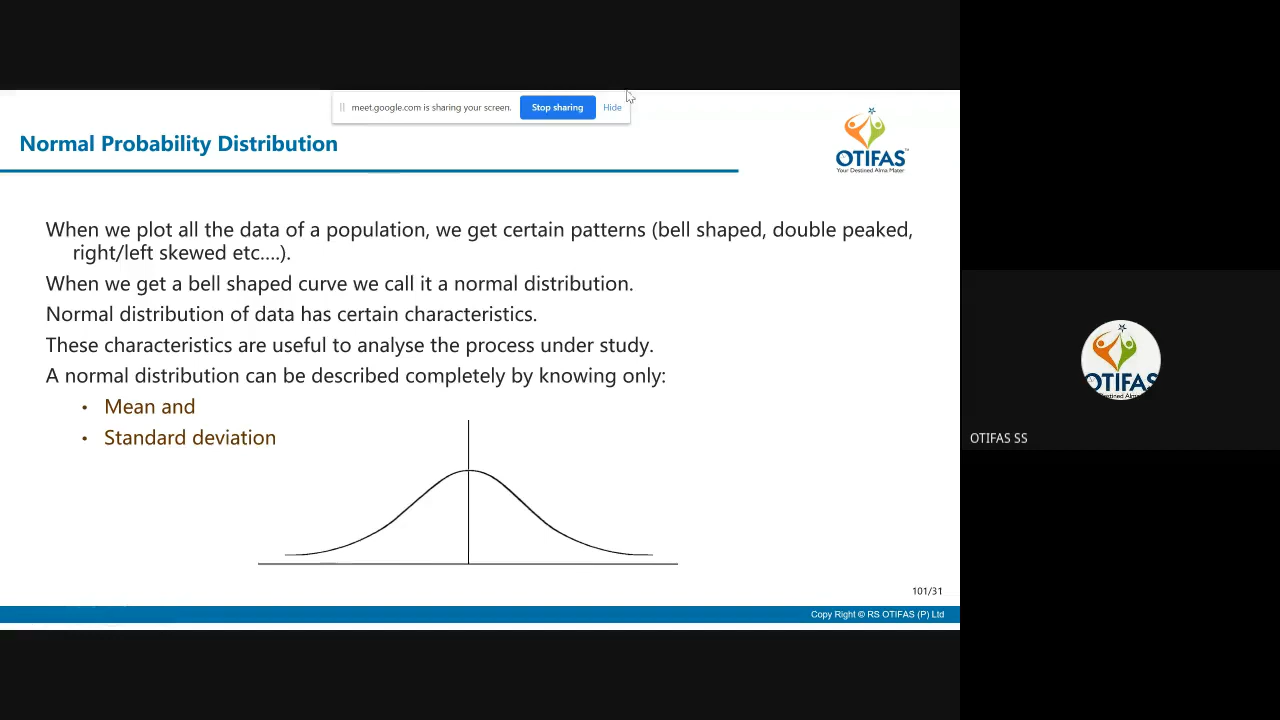 meet.google.com is sharing your screen. Stop sharing Hide
Normal Probability Distribution
OTIFAS
Your Destined Alma Mater
When we plot all the data of a population, we get certain patterns (bell shaped, double peaked,
right/left skewed etc....).
When we get a bell shaped curve we call it a normal distribution.
Normal distribution of data has certain characteristics.
These characteristics are useful to analyse the process under study.
A normal distribution can be described completely by knowing only:
• Mean and
• Standard deviation
101/31
Copy Right © RS OTIFAS (P) Ltd
OTIFAS
OTIFAS SS